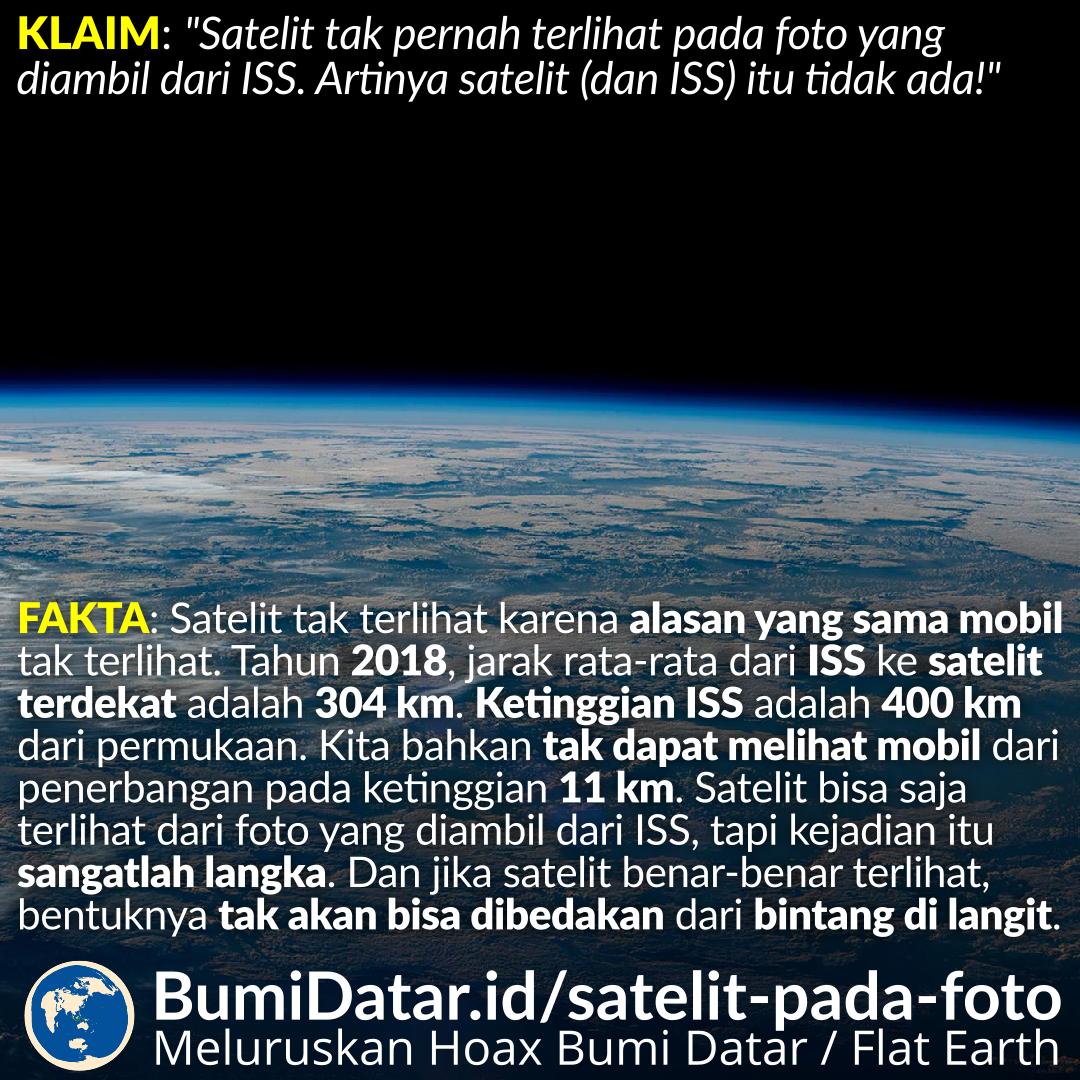 KLAIM: "Satelit tak pernah terlihat pada foto yang
diambil dari ISS. Artinya satelit (dan ISS) itu tidak ada!"
FAKTA: Satelit tak terlihat karena alasan yang sama mobil
tak terlihat. Tahun 2018, jarak rata-rata dari ISS ke satelit
terdekat adalah 304 km. Ketinggian ISS adalah 400 km
dari permukaan. Kita bahkan tak dapat melihat mobil dari
penerbangan pada ketinggian 11 km. Satelit bisa saja
terlihat dari foto yang diambil dari ISS, tapi kejadian itu
sangatlah langka. Dan jika satelit benar-benar terlihat,
bentuknya tak akan bisa dibedakan dari bintang di langit.
BumiDatar.id/satelit-pada-foto
Meluruskan Hoax Bumi Datar / Flat Earth